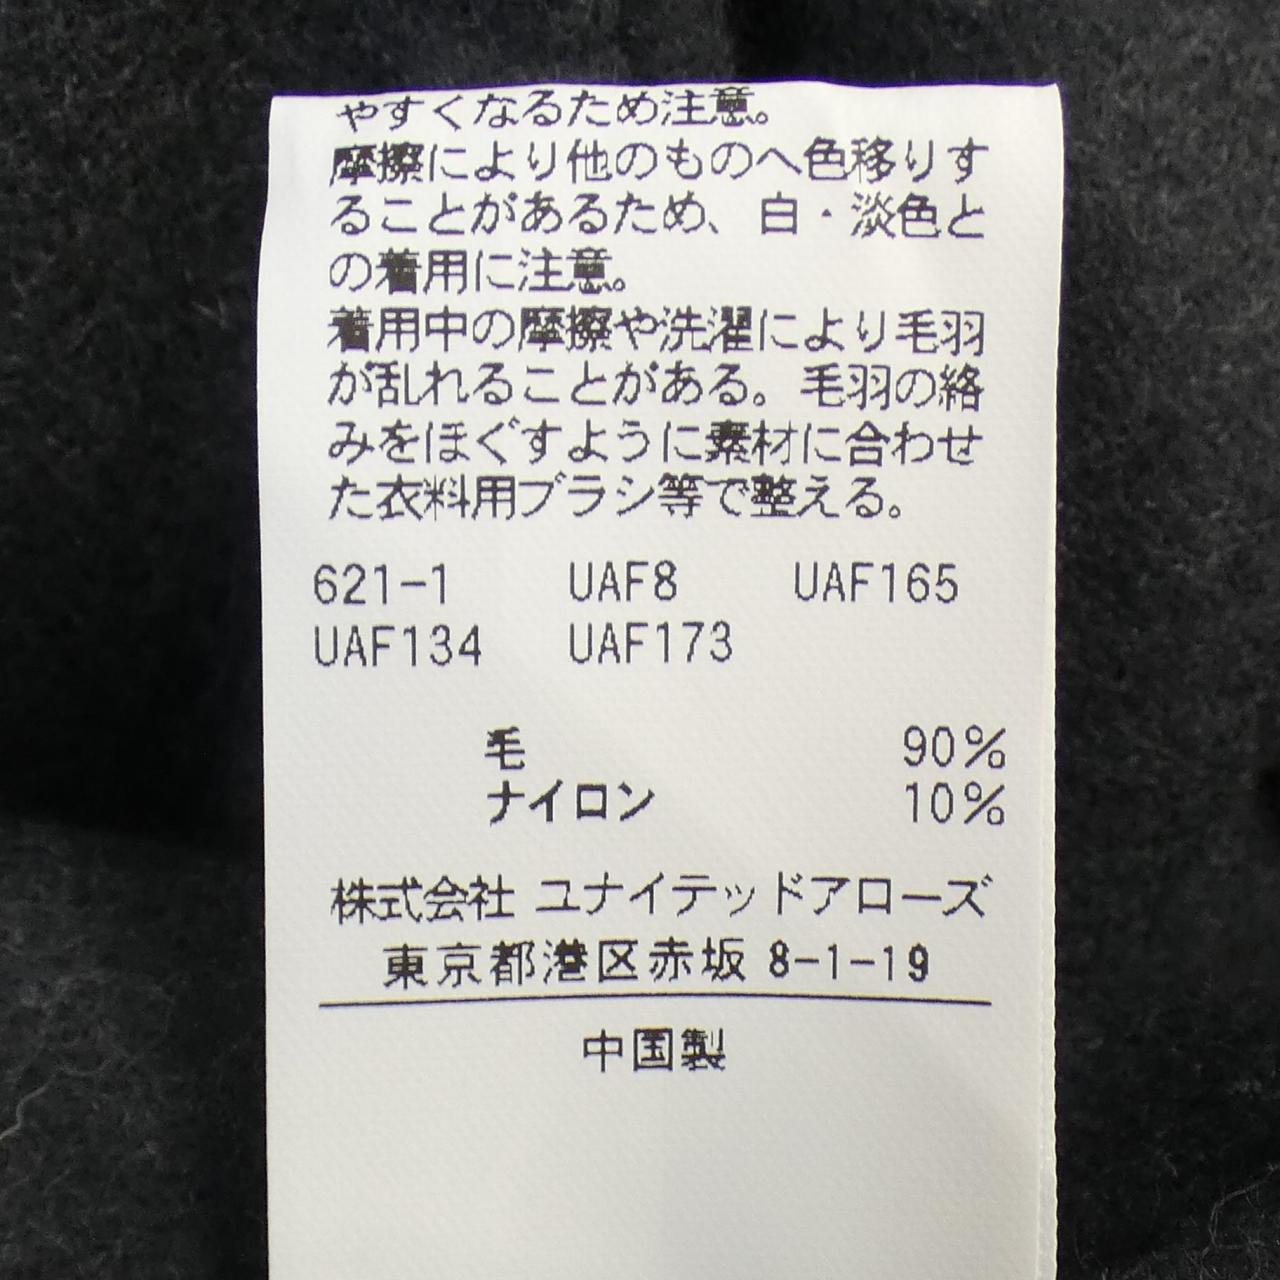 やすくなるため注意。
摩擦により他のものへ色移りす
ることがあるため、白・淡色と
の着用に注意。
着用中の摩擦や洗濯により毛羽
が乱れることがある。毛羽の絡
みをほぐすように素材に合わせ
た衣料用ブラシ等で整える。
621-1 UAF8 UAF165
UAF134 UAF173
毛 90%
ナイロン 10%
株式会社 ユナイテッドアローズ
東京都港区赤坂 8-1-19
中国製